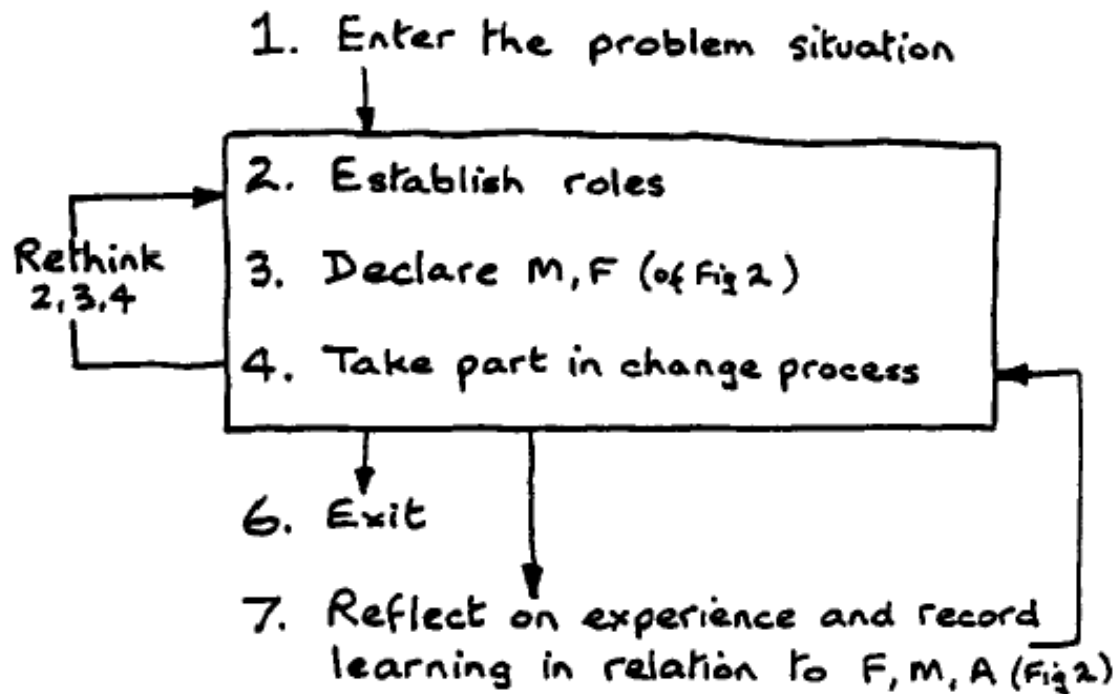 1. Enter the problem situation
2. Establish roles
Rethink
2,3,4
3. Declare M, F (of Fig 2)
4. Take part in change process
6. Exit
7. Reflect on experience and record
learning in relation to F, M, A (Fig 2)